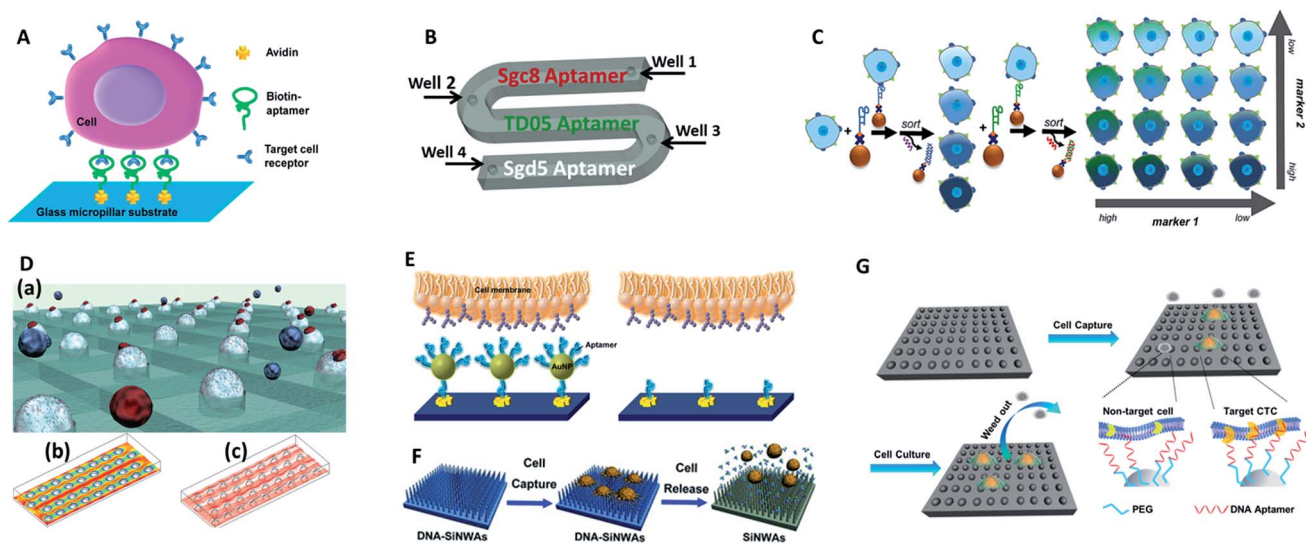 A
Avidin
Biotin-
aptamer
Target cell
receptor
Cell
Glass micropillar substrate
B
Well 1
Sgc8 Aptamer
Well 2
TD05 Aptamer
Well 3
Well 4
Sgd5 Aptamer
C
+
sort
+
sort
low
marker 2
high
high
marker 1
low
D
(a)
(b)
(c)
E
Cell membrane
Aptamer
AuNP
F
Cell
Capture
Cell
Release
DNA-SiNWAs
DNA-SiNWAs
SiNWAs
G
Cell Capture
Weed out
Cell Culture
Non-target cell
Target CTC
PEG
DNA Aptamer